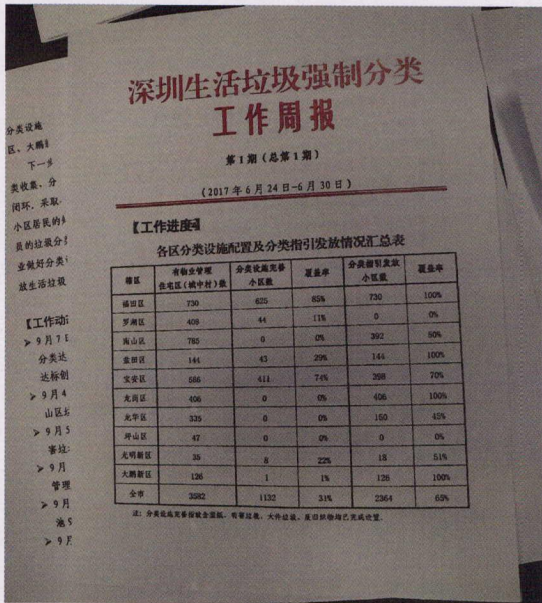 分类设施
区、大鹏
下一步
类收集、分
闭环。采取
小区居民的
员的垃圾分
业做好分类
放生活垃圾
【工作动
➢ 9月7日
分类达
达标创
➢ 9月4
山区
➢ 9月5
害垃
➢ 9月
管理
➢ 9月
池
➢ 9月
深圳生活垃圾强制分类
工作周报
第1期(总第1期)
(2017年6月24日-6月30日)
【工作进度】
各区分类设施配置及分类指引发放情况汇总表
辖区 有物业管理住宅区(城中村)数 分类设施完善小区数 覆盖率 分类指引发放小区数 覆盖率
福田区 730 625 85% 730 100%
罗湖区 408 44 11% 0 0%
南山区 785 0 0% 392 50%
盐田区 144 43 29% 144 100%
宝安区 566 411 74% 398 70%
龙岗区 406 0 0% 406 100%
龙华区 335 0 0% 150 45%
坪山区 47 0 0% 0 0%
光明新区 35 8 22% 18 51%
大鹏新区 126 1 1% 126 100%
全市 3582 1132 31% 2364 65%
注:分类设施完善指玻金塑纸、有害垃圾、大件垃圾、废旧织物均已完成设置。